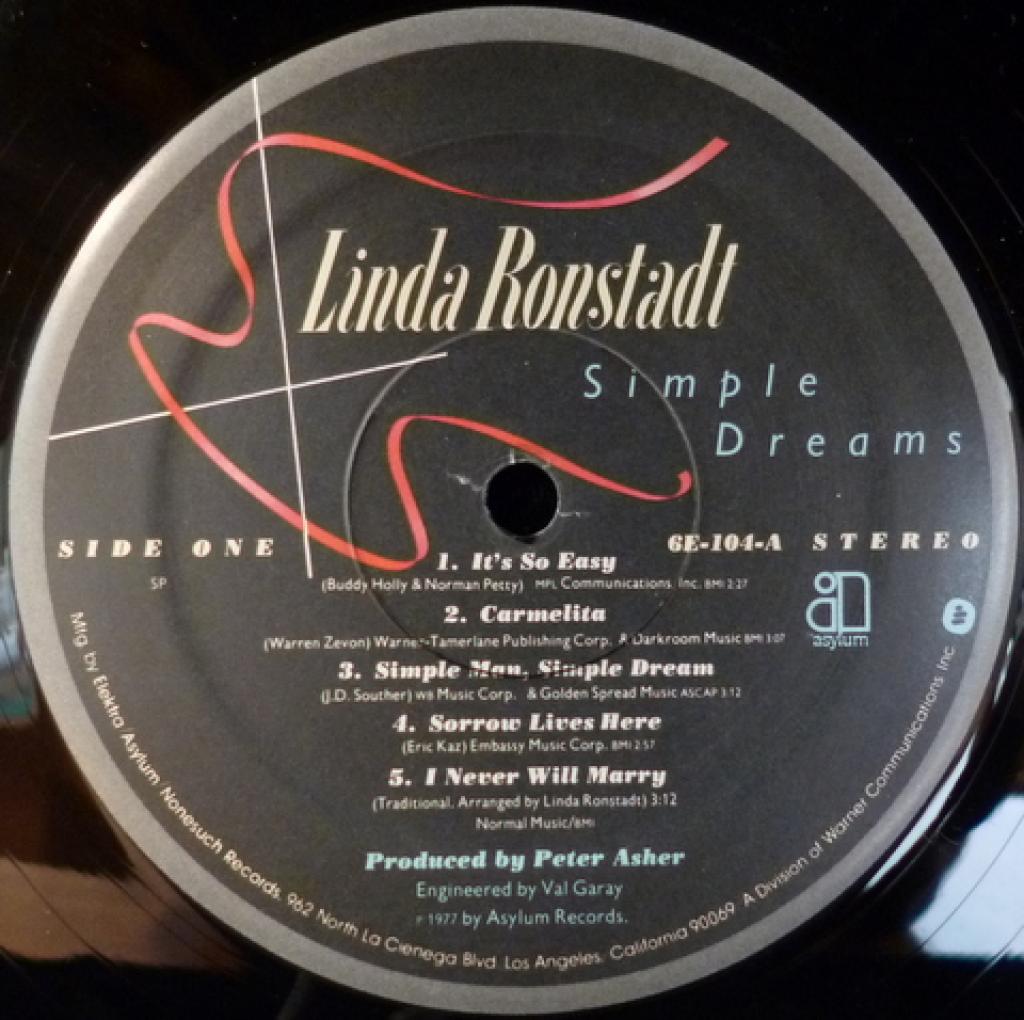 Linda Ronstadt
Simple
Dreams
SIDE ONE
SP
6E-104-A STEREO
asylum
1. It's So Easy
(Buddy Holly & Norman Petty) MPL Communications, Inc. BMI 2:27
2. Carmelita
(Warren Zevon) Warner-Tamerlane Publishing Corp. & Darkroom Music BMI 3:07
3. Simple Man, Simple Dream
(J.D. Souther) WB Music Corp. & Golden Spread Music ASCAP 3:12
4. Sorrow Lives Here
(Eric Kaz) Embassy Music Corp. BMI 2:57
5. I Never Will Marry
(Traditional. Arranged by Linda Ronstadt) 3:12
Normal Music/BMI
Produced by Peter Asher
Engineered by Val Garay
℗ 1977 by Asylum Records.
Mfg. by Elektra/Asylum/Nonesuch Records, 962 North La Cienega Blvd. Los Angeles, California 90069. A Division of Warner Communications Inc